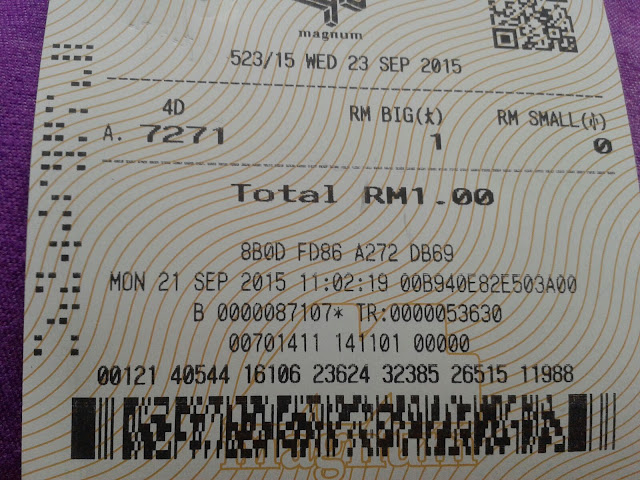 magnum
523/15 WED 23 SEP 2015
4D RM BIG(大) RM SMALL(小)
A. 7271 1 0
Total RM1.00
8B0D FD86 A272 DB69
MON 21 SEP 2015 11:02:19 00B940E82E503A00
B 0000087107* TR:0000053630
00701411 141101 00000
00121 40544 16106 23624 32385 26515 11988
magnum